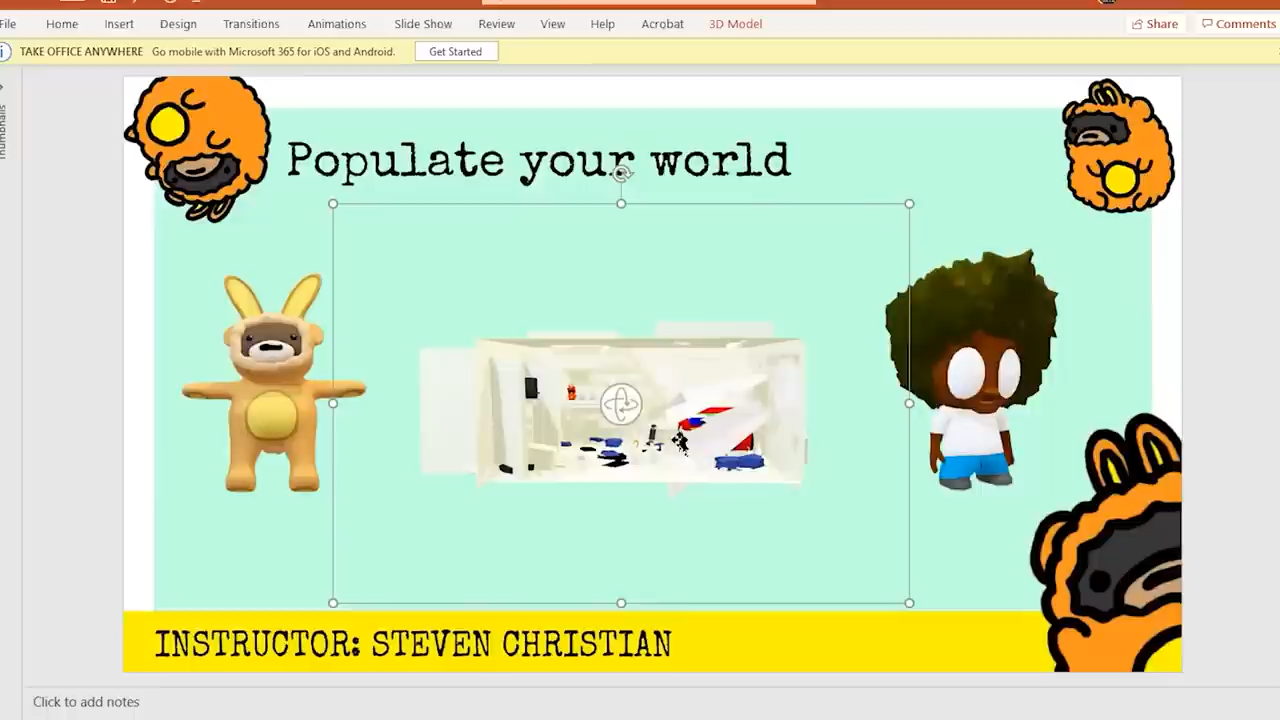 File Home Insert Design Transitions Animations Slide Show Review View Help Acrobat 3D Model Share Comments
TAKE OFFICE ANYWHERE Go mobile with Microsoft 365 for iOS and Android. Get Started
Thumbnails
Populate your world
INSTRUCTOR: STEVEN CHRISTIAN
Click to add notes